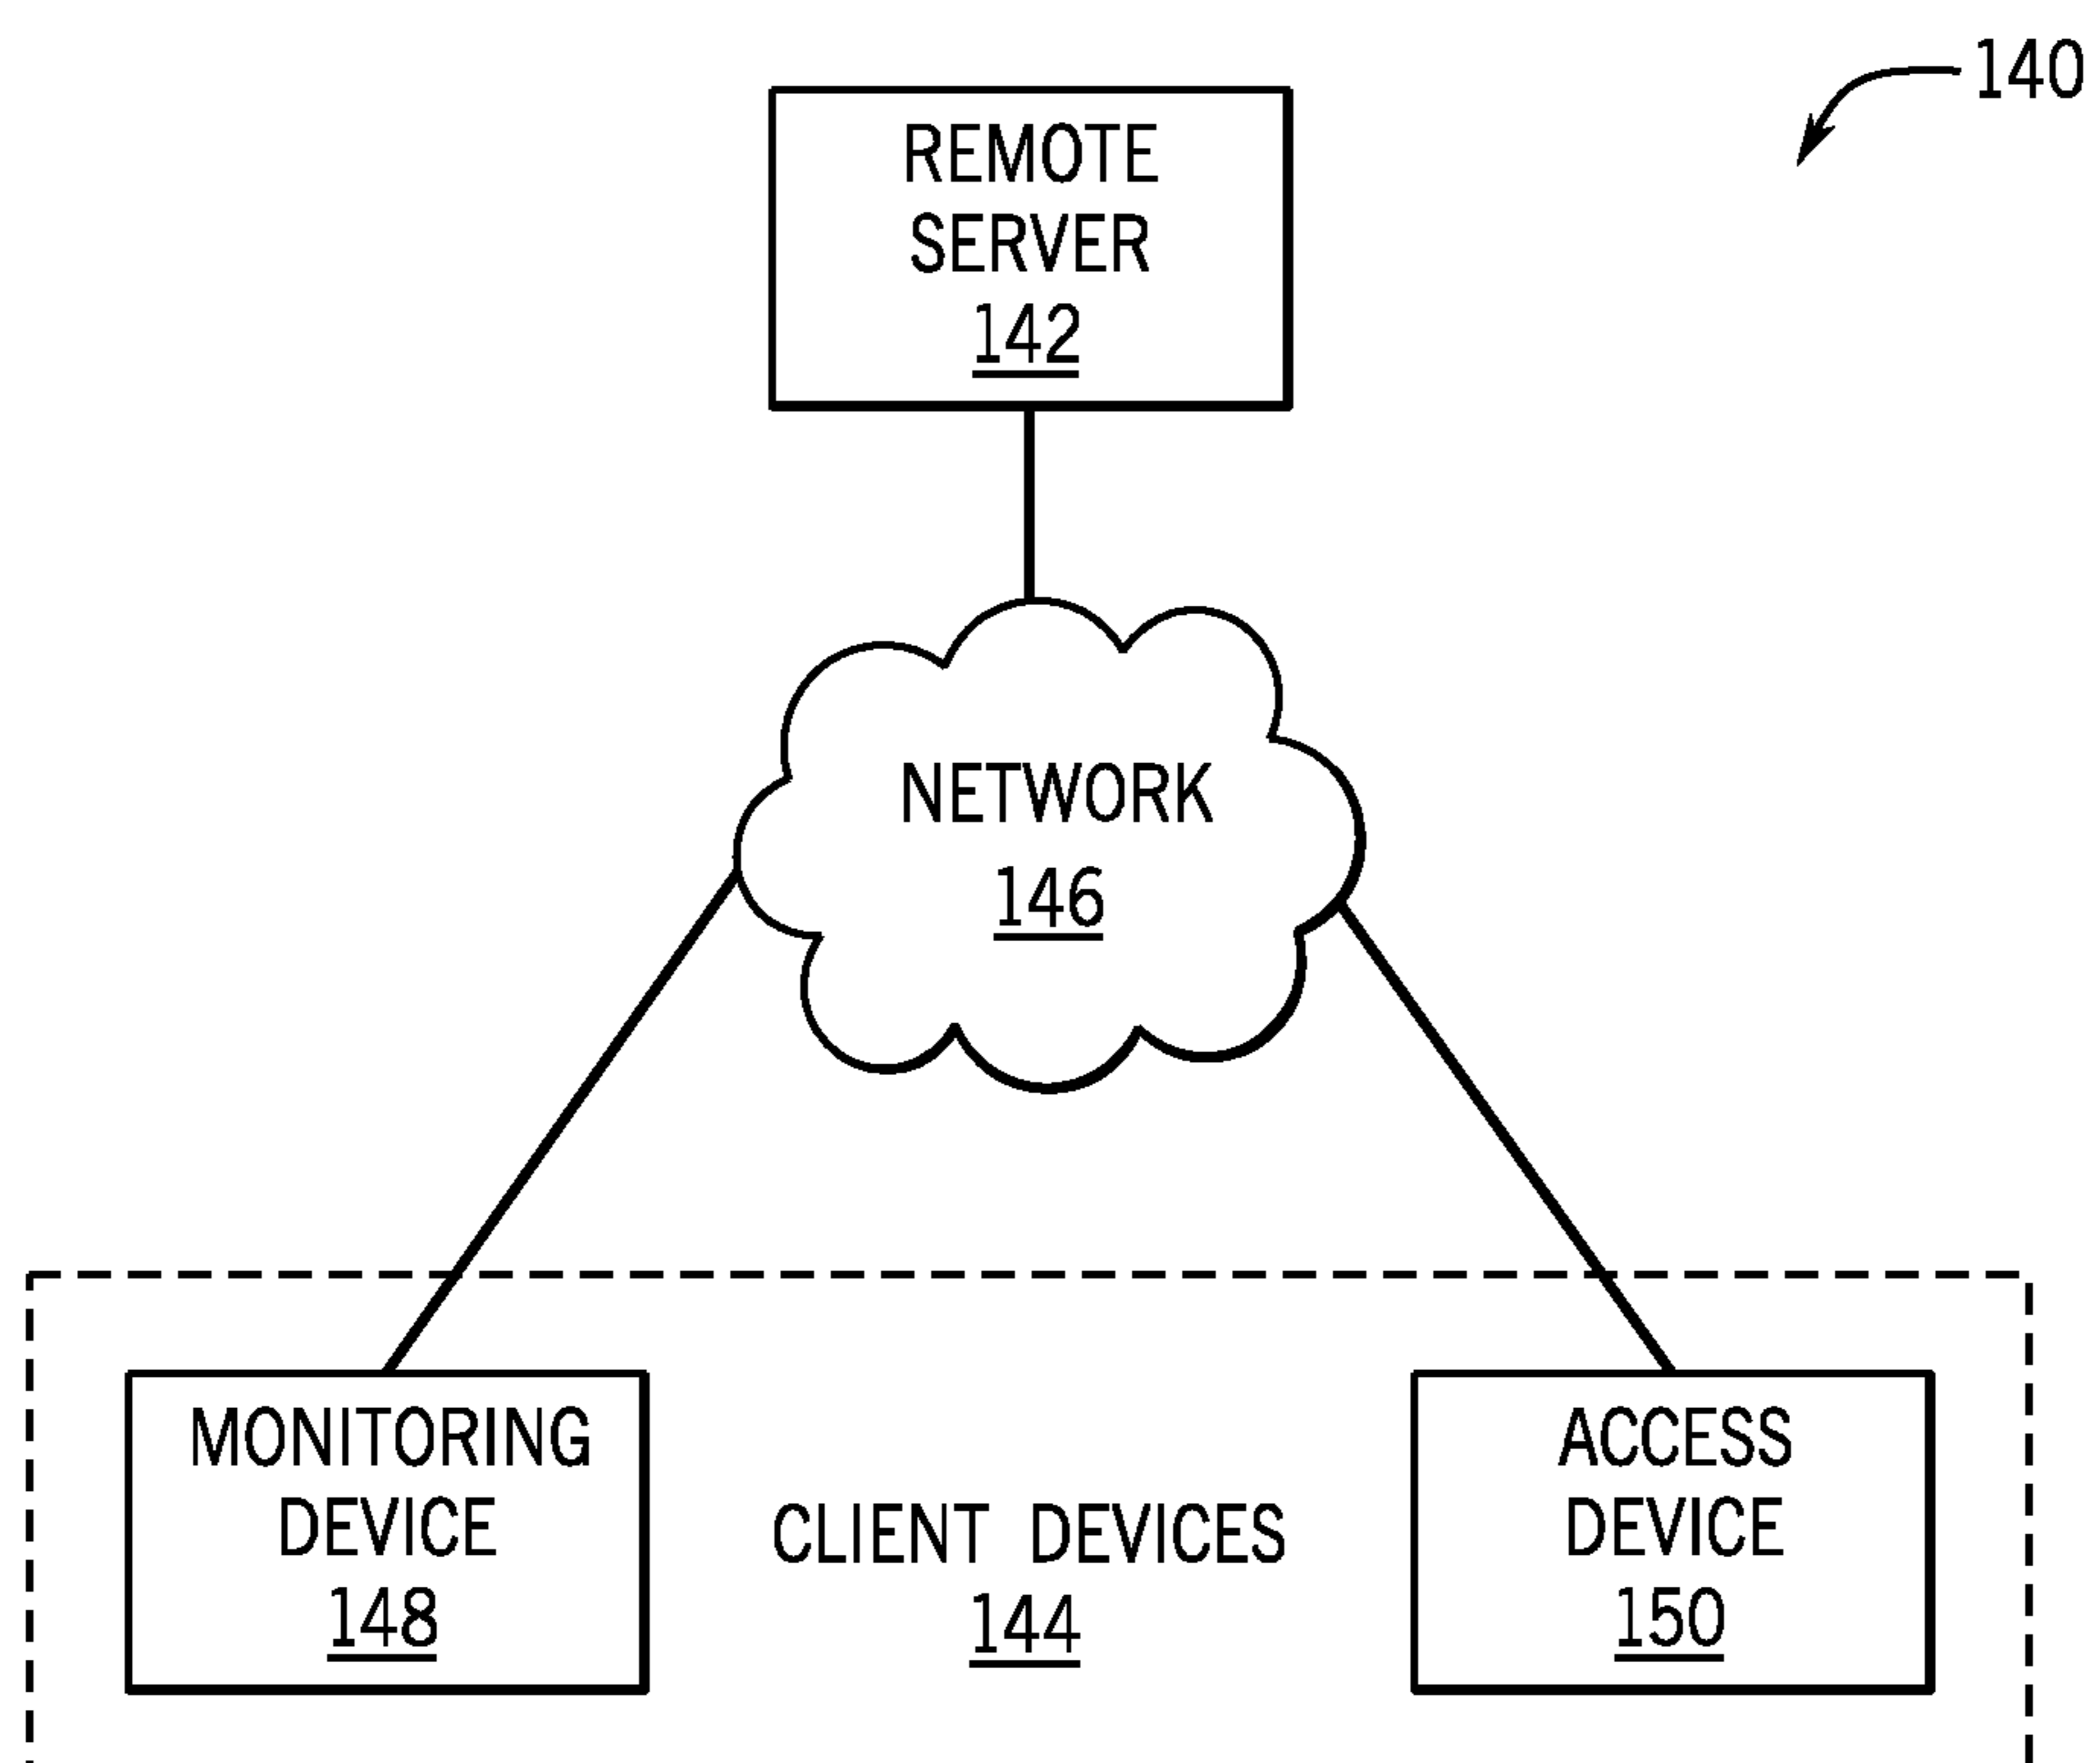 140
REMOTE
SERVER
142
NETWORK
146
MONITORING
DEVICE
148
CLIENT DEVICES
144
ACCESS
DEVICE
150